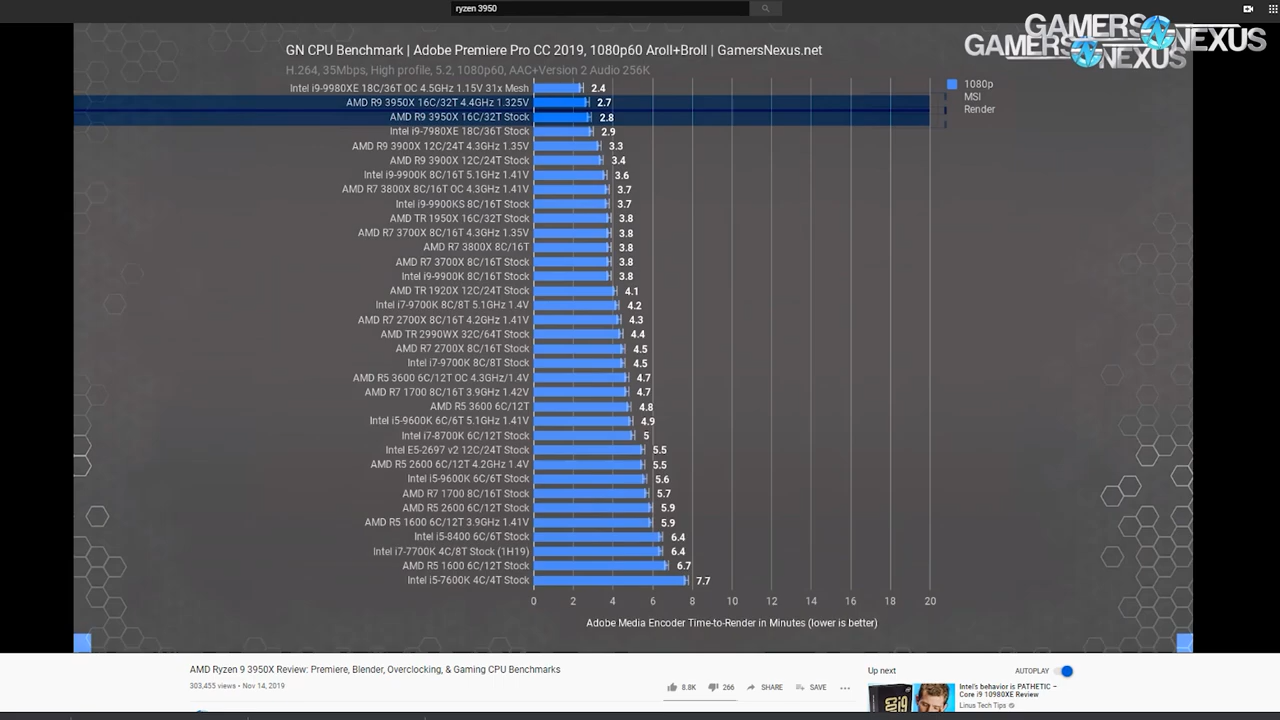 ryzen 3950
GAMERS NEXUS
GAMERS NEXUS
GN CPU Benchmark | Adobe Premiere Pro CC 2019, 1080p60 Aroll+Broll | GamersNexus.net
H.264, 35Mbps, High profile, 5.2, 1080p60, AAC+Version 2 Audio 256K
1080p
MSI
Render
Intel i9-9980XE 18C/36T OC 4.5GHz 1.15V 31x Mesh 2.4
AMD R9 3950X 16C/32T 4.4GHz 1.325V 2.7
AMD R9 3950X 16C/32T Stock 2.8
Intel i9-7980XE 18C/36T Stock 2.9
AMD R9 3900X 12C/24T 4.3GHz 1.35V 3.3
AMD R9 3900X 12C/24T Stock 3.4
Intel i9-9900K 8C/16T 5.1GHz 1.41V 3.6
AMD R7 3800X 8C/16T OC 4.3GHz 1.41V 3.7
Intel i9-9900KS 8C/16T Stock 3.7
AMD TR 1950X 16C/32T Stock 3.8
AMD R7 3700X 8C/16T 4.3GHz 1.35V 3.8
AMD R7 3800X 8C/16T 3.8
AMD R7 3700X 8C/16T Stock 3.8
Intel i9-9900K 8C/16T Stock 3.8
AMD TR 1920X 12C/24T Stock 4.1
Intel i7-9700K 8C/8T 5.1GHz 1.4V 4.2
AMD R7 2700X 8C/16T 4.2GHz 1.41V 4.3
AMD TR 2990WX 32C/64T Stock 4.4
AMD R7 2700X 8C/16T Stock 4.5
Intel i7-9700K 8C/8T Stock 4.5
AMD R5 3600 6C/12T OC 4.3GHz/1.4V 4.7
AMD R7 1700 8C/16T 3.9GHz 1.42V 4.7
AMD R5 3600 6C/12T 4.8
Intel i5-9600K 6C/6T 5.1GHz 1.41V 4.9
Intel i7-8700K 6C/12T Stock 5
Intel E5-2697 v2 12C/24T Stock 5.5
AMD R5 2600 6C/12T 4.2GHz 1.4V 5.5
Intel i5-9600K 6C/6T Stock 5.6
AMD R7 1700 8C/16T Stock 5.7
AMD R5 2600 6C/12T Stock 5.9
AMD R5 1600 6C/12T 3.9GHz 1.41V 5.9
Intel i5-8400 6C/6T Stock 6.4
Intel i7-7700K 4C/8T Stock (1H19) 6.4
AMD R5 1600 6C/12T Stock 6.7
Intel i5-7600K 4C/4T Stock 7.7
0 2 4 6 8 10 12 14 16 18 20
Adobe Media Encoder Time-to-Render in Minutes (lower is better)
AMD Ryzen 9 3950X Review: Premiere, Blender, Overclocking, & Gaming CPU Benchmarks
303,455 views • Nov 14, 2019
8.8K 266 SHARE SAVE
Up next AUTOPLAY
Intel's behavior is PATHETIC –
Core i9 10980XE Review
Linus Tech Tips